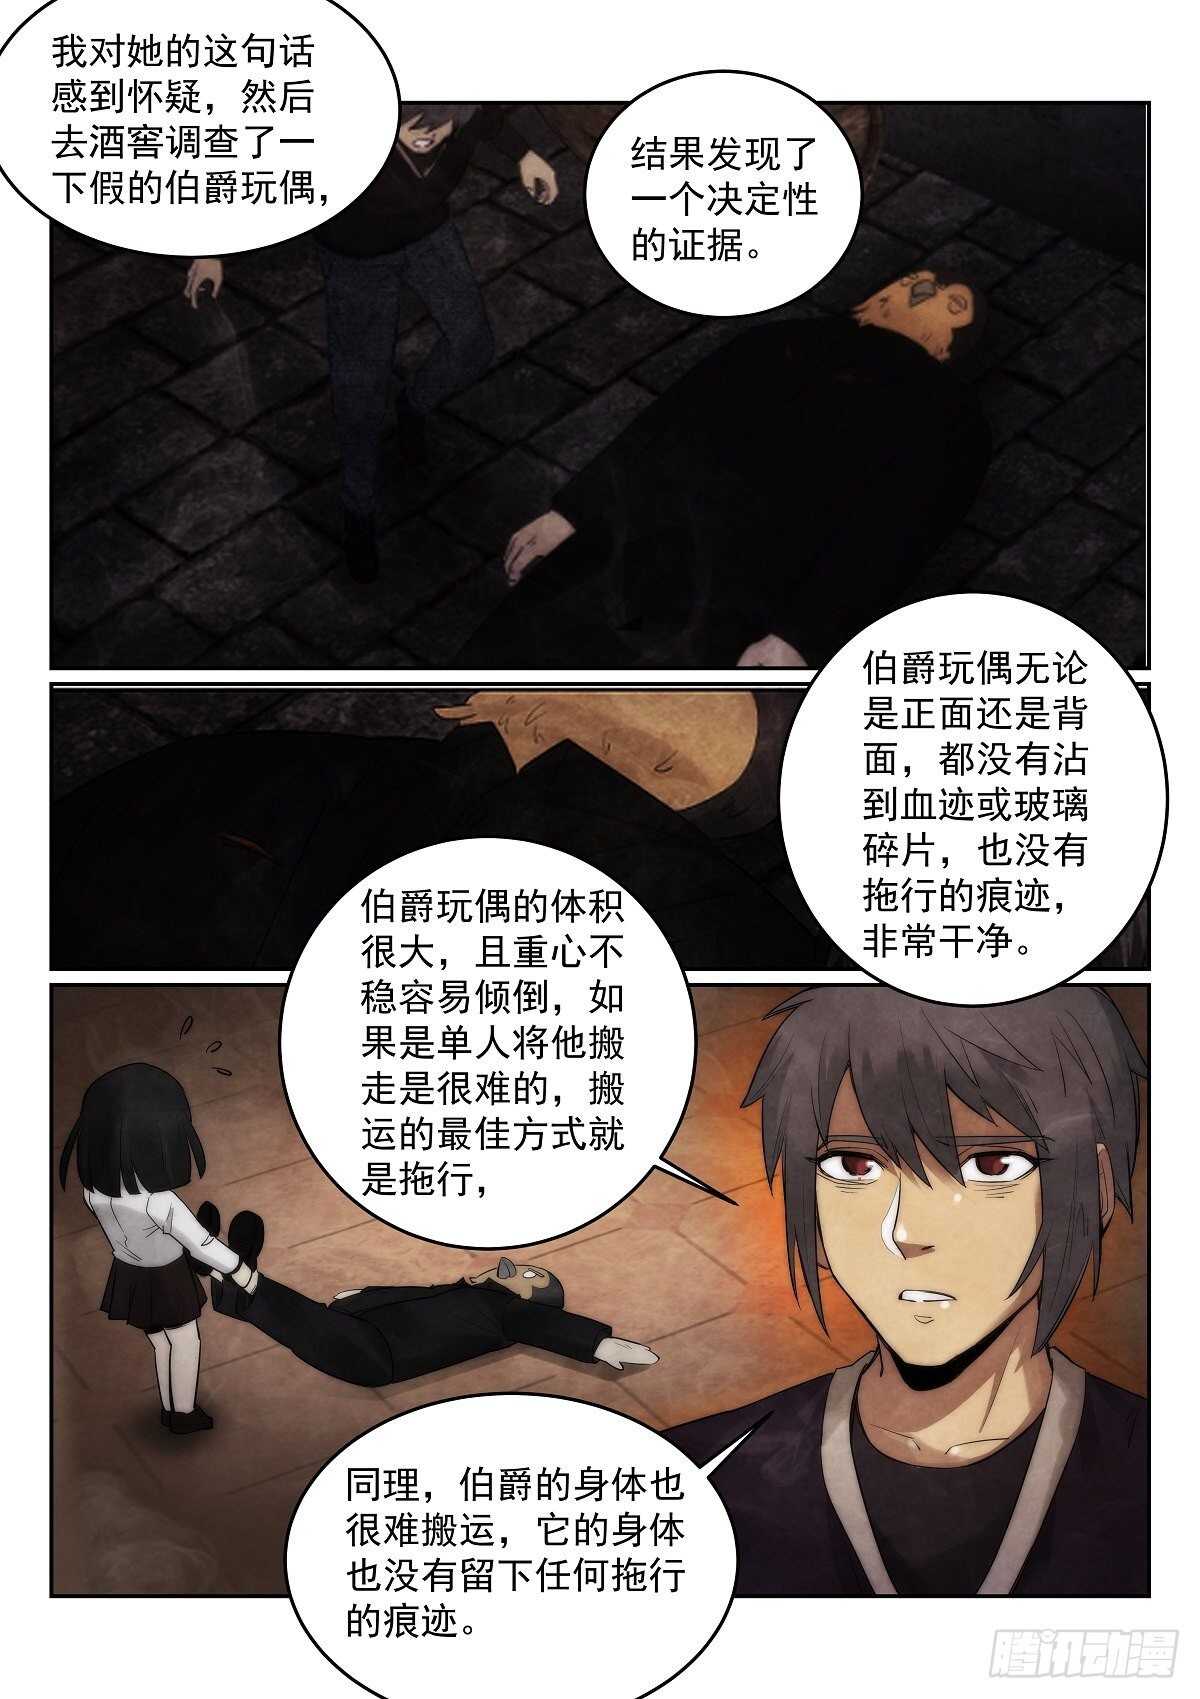 我对她的这句话
感到怀疑，然后
去酒窖调查了一
下假的伯爵玩偶，
结果发现了
一个决定性
的证据。
伯爵玩偶无论
是正面还是背
面，都没有沾
到血迹或玻璃
碎片，也没有
拖行的痕迹，
非常干净。
伯爵玩偶的体积
很大，且重心不
稳容易倾倒，如
果是单人将他搬
走是很难的，搬
运的最佳方式就
是拖行，
同理，伯爵的身体也
很难搬运，它的身体
也没有留下任何拖行
的痕迹。
腾讯动漫